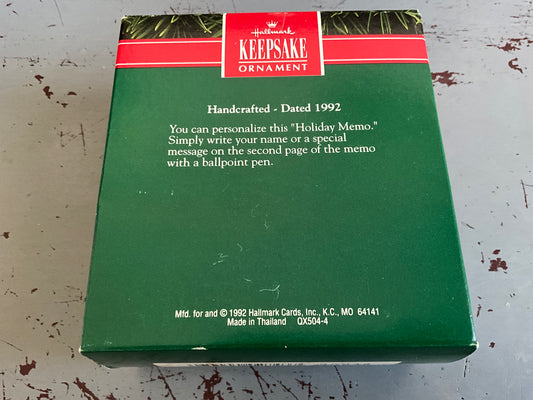 Hallmark
KEEPSAKE
ORNAMENT
Handcrafted - Dated 1992
You can personalize this "Holiday Memo."
Simply write your name or a special
message on the second page of the memo
with a ballpoint pen.
Mfd. for and © 1992 Hallmark Cards, Inc., K.C., MO 64141
Made in Thailand QX504-4